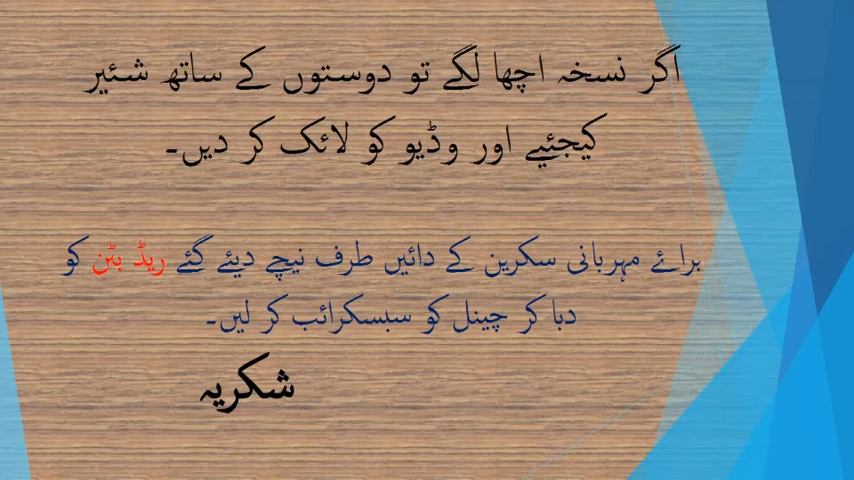 اگر نسخہ اچھا لگے تو دوستوں کے ساتھ شئیر
کیجئیے اور وڈیو کو لائک کر دیں۔
برائے مہربانی سکرین کے دائیں طرف نیچے دیئے گئے ریڈ بٹن کو
دبا کر چینل کو سبسکرائب کر لیں۔
شکریہ